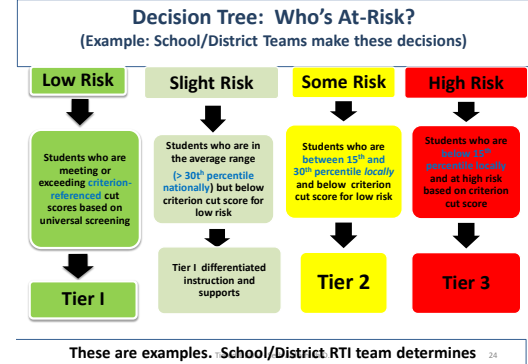 Decision Tree: Who's At-Risk?
(Example: School/District Teams make these decisions)
Low Risk
Slight Risk
Some Risk
High Risk
Students who are
meeting or
exceeding criterion-
referenced cut
scores based on
universal screening
Students who are in
the average range
(> 30th percentile
nationally) but below
criterion cut score for
low risk
Students who are
between 15th and
30th percentile locally
and below criterion
cut score for low risk
Students who are
below 15th
percentile locally
and at high risk
based on criterion
cut score
Tier I
Tier I differentiated
instruction and
supports
Tier 2
Tier 3
These are examples. School/District RTI team determines
24